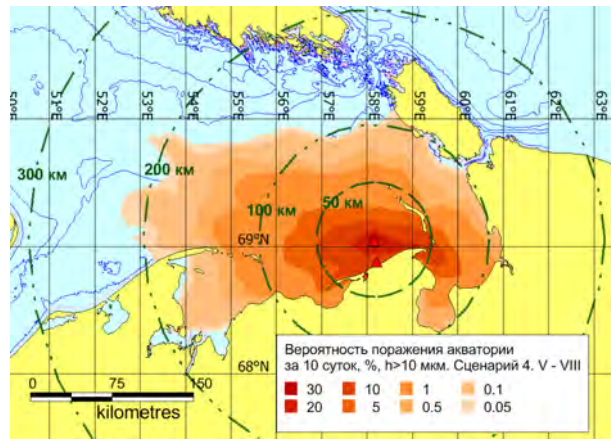 50°E
51°E
52°E
53°E
54°E
55°E
56°E
57°E
58°E
59°E
60°E
61°E
62°E
63°E
300 км
200 км
100 км
50 км
69°N
68°N
Вероятность поражения акватории
за 10 суток, %, h>10 мкм. Сценарий 4. V - VIII
30 10 1 0.1
20 5 0.5 0.05
0 75 150
kilometres